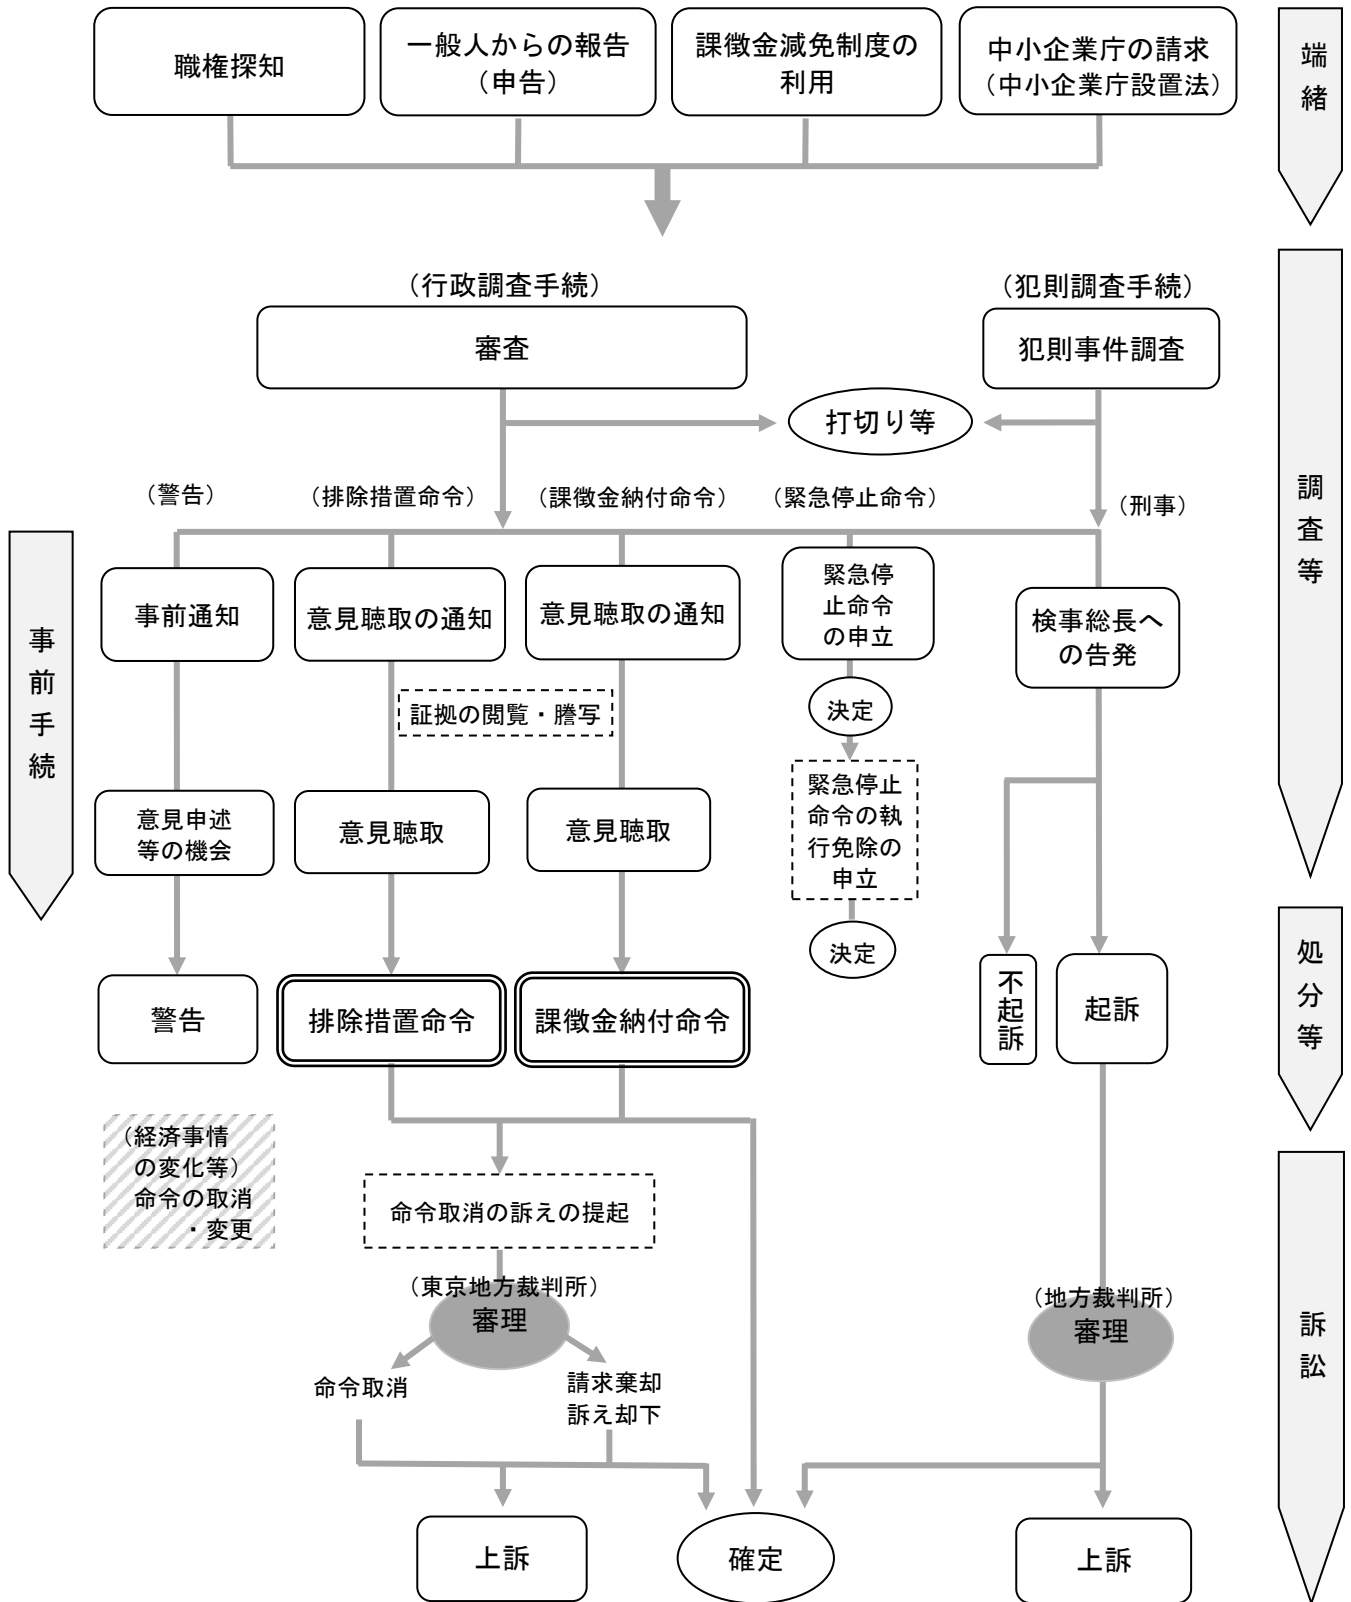 職権探知
一般人からの報告
（申告）
課徴金減免制度の
利用
中小企業庁の請求
（中小企業庁設置法）
端緒
（行政調査手続）
（犯則調査手続）
審査
犯則事件調査
打切り等
調査等
（警告）
（排除措置命令）
（課徴金納付命令）
（緊急停止命令）
（刑事）
事前手続
事前通知
意見聴取の通知
意見聴取の通知
緊急停
止命令
の申立
検事総長へ
の告発
証拠の閲覧・謄写
決定
意見申述
等の機会
意見聴取
意見聴取
緊急停止
命令の執
行免除の
申立
決定
処分等
警告
排除措置命令
課徴金納付命令
不起訴
起訴
（経済事情
の変化等）
命令の取消
・変更
命令取消の訴えの提起
（東京地方裁判所）
審理
（地方裁判所）
審理
訴訟
命令取消
請求棄却
訴え却下
上訴
確定
上訴